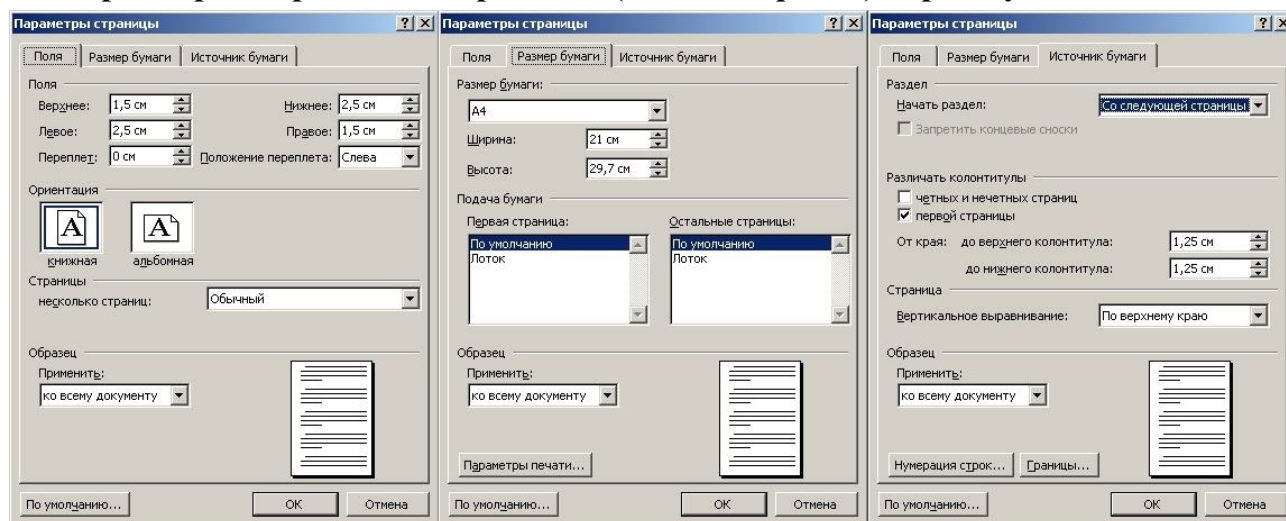 Параметры страницы
Поля Размер бумаги Источник бумаги
Поля
Верхнее: 1,5 см Нижнее: 2,5 см
Левое: 2,5 см Правое: 1,5 см
Переплет: 0 см Положение переплета: Слева
Ориентация
А А
книжная альбомная
Страницы
несколько страниц: Обычный
Образец
Применить:
ко всему документу
По умолчанию... ОК Отмена
Параметры страницы
Поля Размер бумаги Источник бумаги
Размер бумаги:
А4
Ширина: 21 см
Высота: 29,7 см
Подача бумаги
Первая страница: Остальные страницы:
По умолчанию По умолчанию
Лоток Лоток
Образец
Применить:
ко всему документу
Параметры печати...
По умолчанию... ОК Отмена
Параметры страницы
Поля Размер бумаги Источник бумаги
Раздел
Начать раздел: Со следующей страницы
Запретить концевые сноски
Различать колонтитулы
четных и нечетных страниц
первой страницы
От края: до верхнего колонтитула: 1,25 см
до нижнего колонтитула: 1,25 см
Страница
Вертикальное выравнивание: По верхнему краю
Образец
Применить:
ко всему документу
Нумерация строк... Границы...
По умолчанию... ОК Отмена